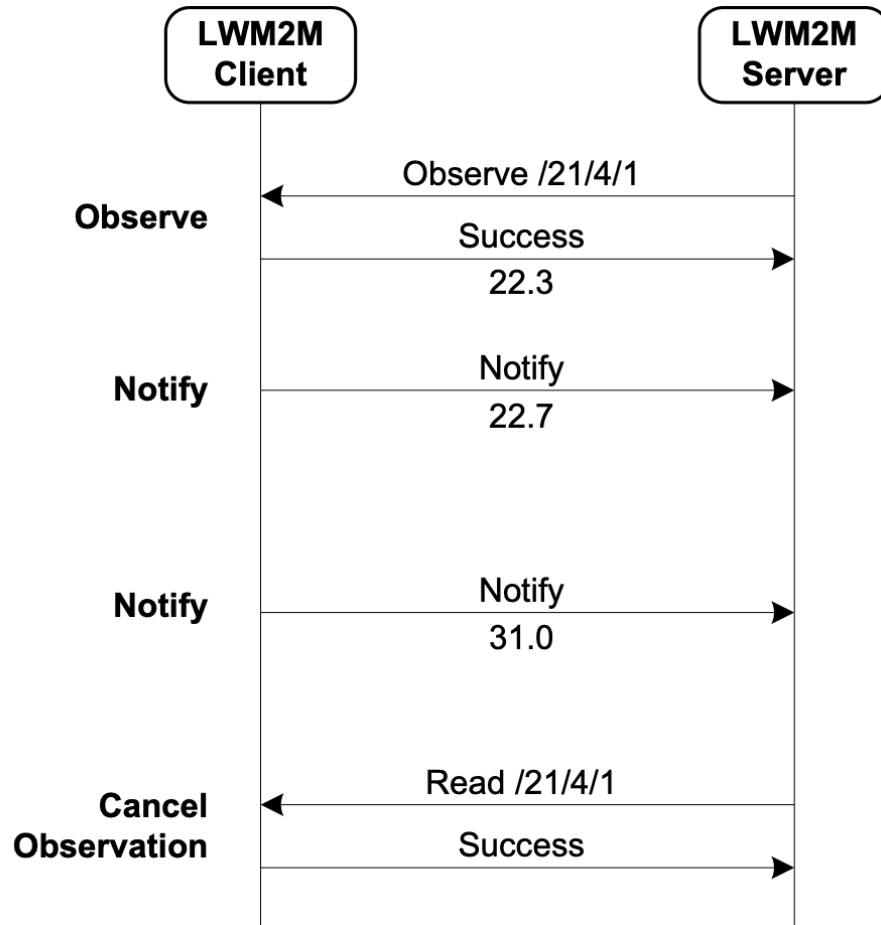 LWM2M
Client
LWM2M
Server
Observe /21/4/1
Observe
Success
22.3
Notify
Notify
22.7
Notify
Notify
31.0
Read /21/4/1
Cancel
Observation
Success